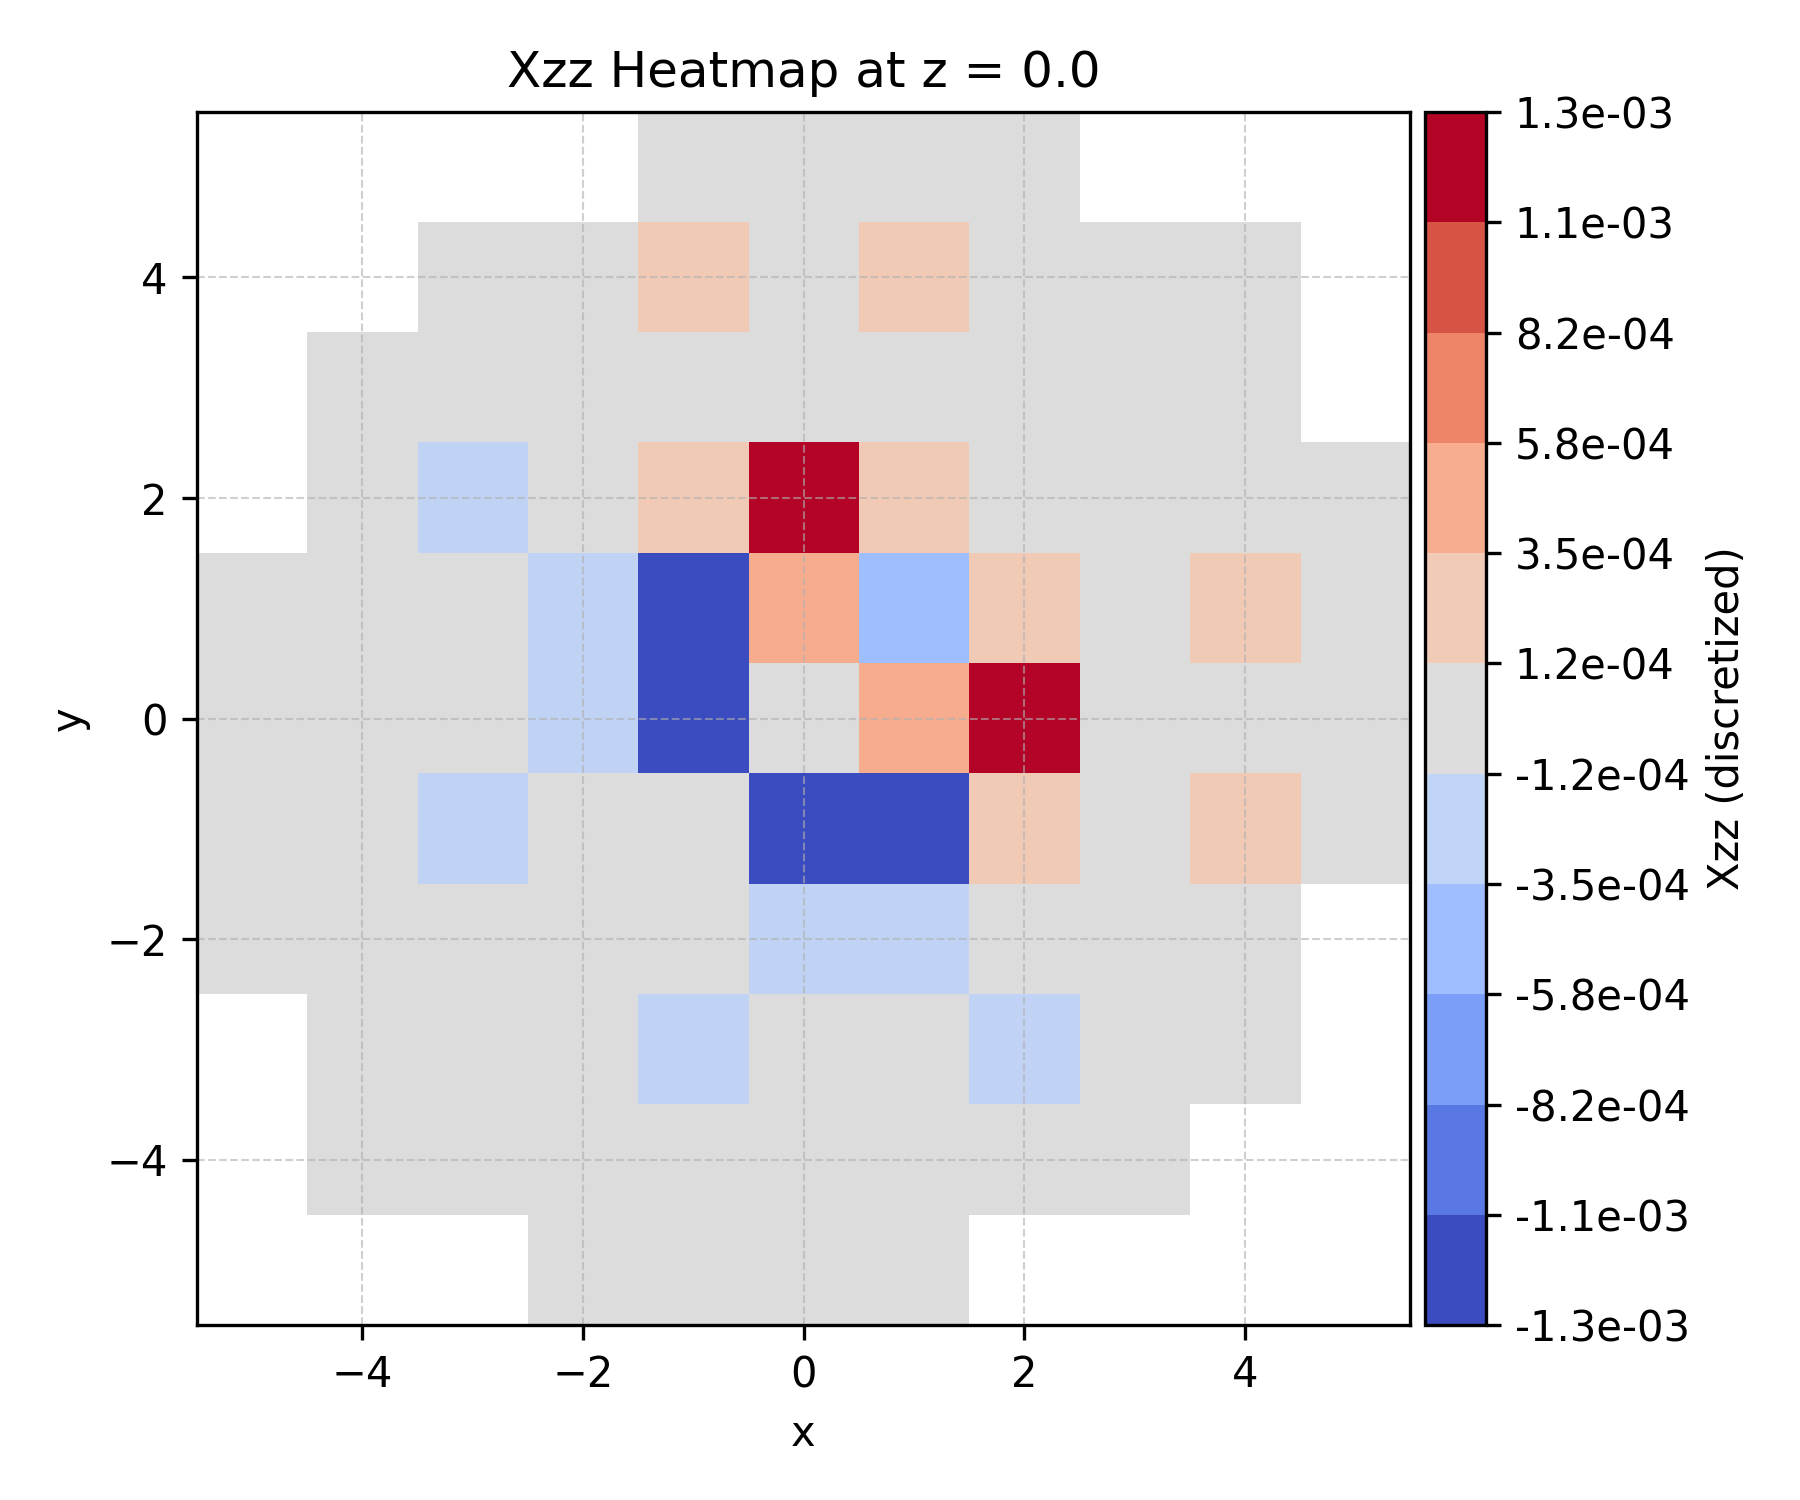 Xzz Heatmap at z = 0.0
4
2
0
−2
−4
y
−4
−2
0
2
4
x
1.3e-03
1.1e-03
8.2e-04
5.8e-04
3.5e-04
1.2e-04
-1.2e-04
-3.5e-04
-5.8e-04
-8.2e-04
-1.1e-03
-1.3e-03
Xzz (discretized)